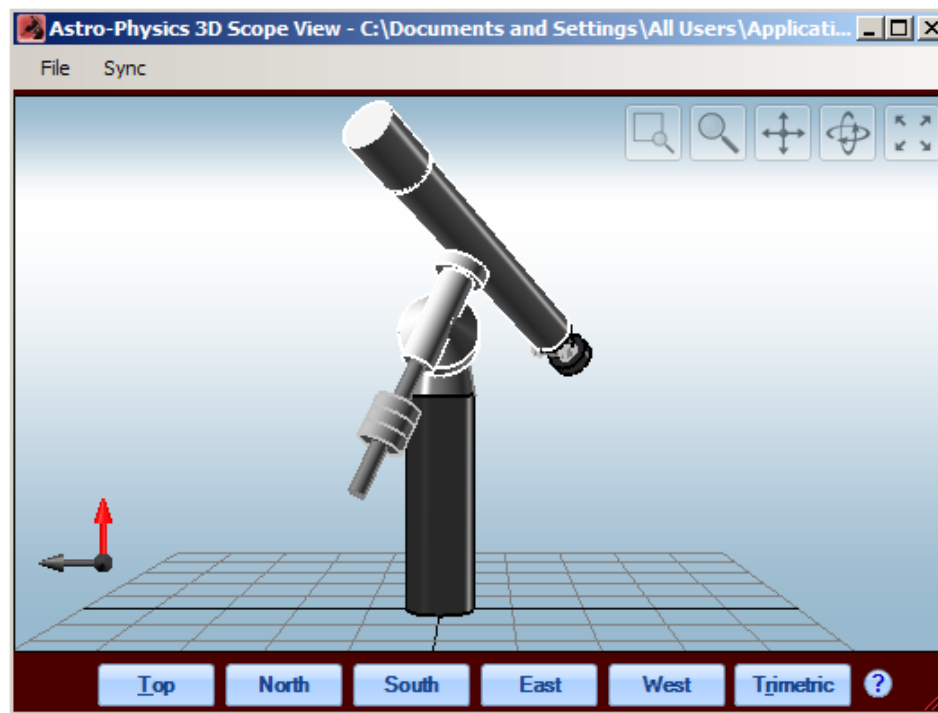 Astro-Physics 3D Scope View - C:\Documents and Settings\All Users\Applicati...
File Sync
Top North South East West Trimetric ?